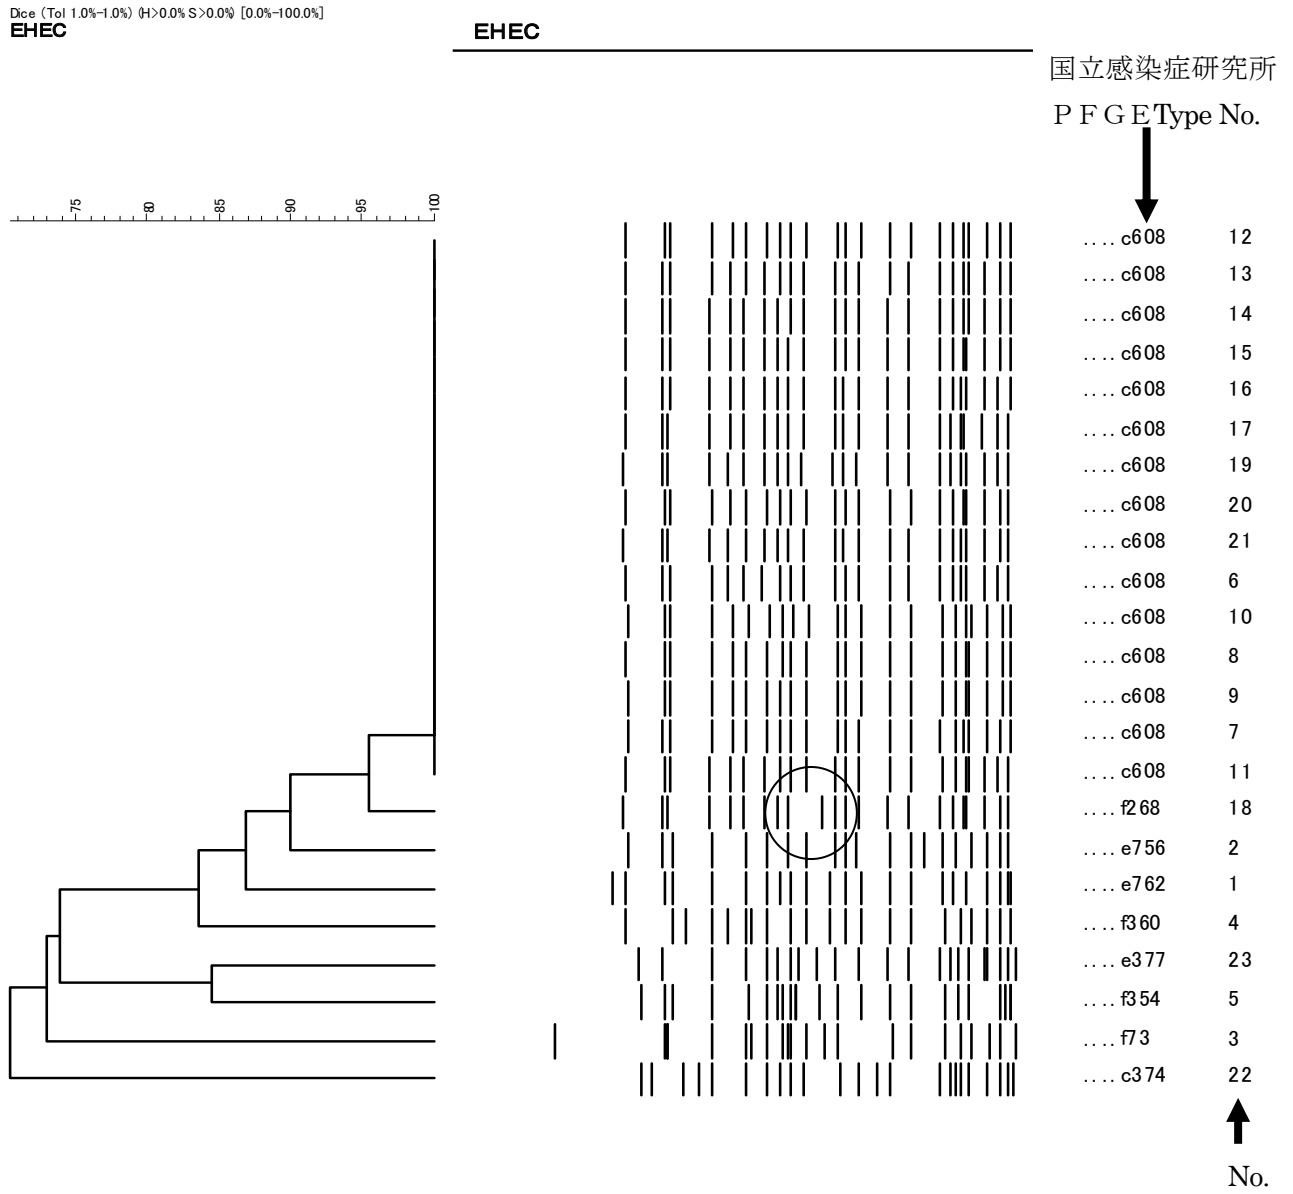 Dice (Tol 1.0%-1.0%) (H>0.0% S>0.0%) [0.0%-100.0%]
EHEC
EHEC
国立感染症研究所
ＰＦＧＥType No.
75 80 85 90 95 100
.... c608 12
.... c608 13
.... c608 14
.... c608 15
.... c608 16
.... c608 17
.... c608 19
.... c608 20
.... c608 21
.... c608 6
.... c608 10
.... c608 8
.... c608 9
.... c608 7
.... c608 11
.... f268 18
.... e756 2
.... e762 1
.... f360 4
.... e377 23
.... f354 5
.... f73 3
.... c374 22
No.